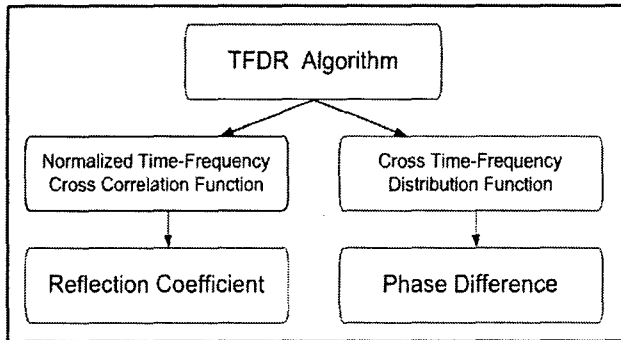 TFDR Algorithm
Normalized Time-Frequency
Cross Correlation Function
Cross Time-Frequency
Distribution Function
Reflection Coefficient
Phase Difference